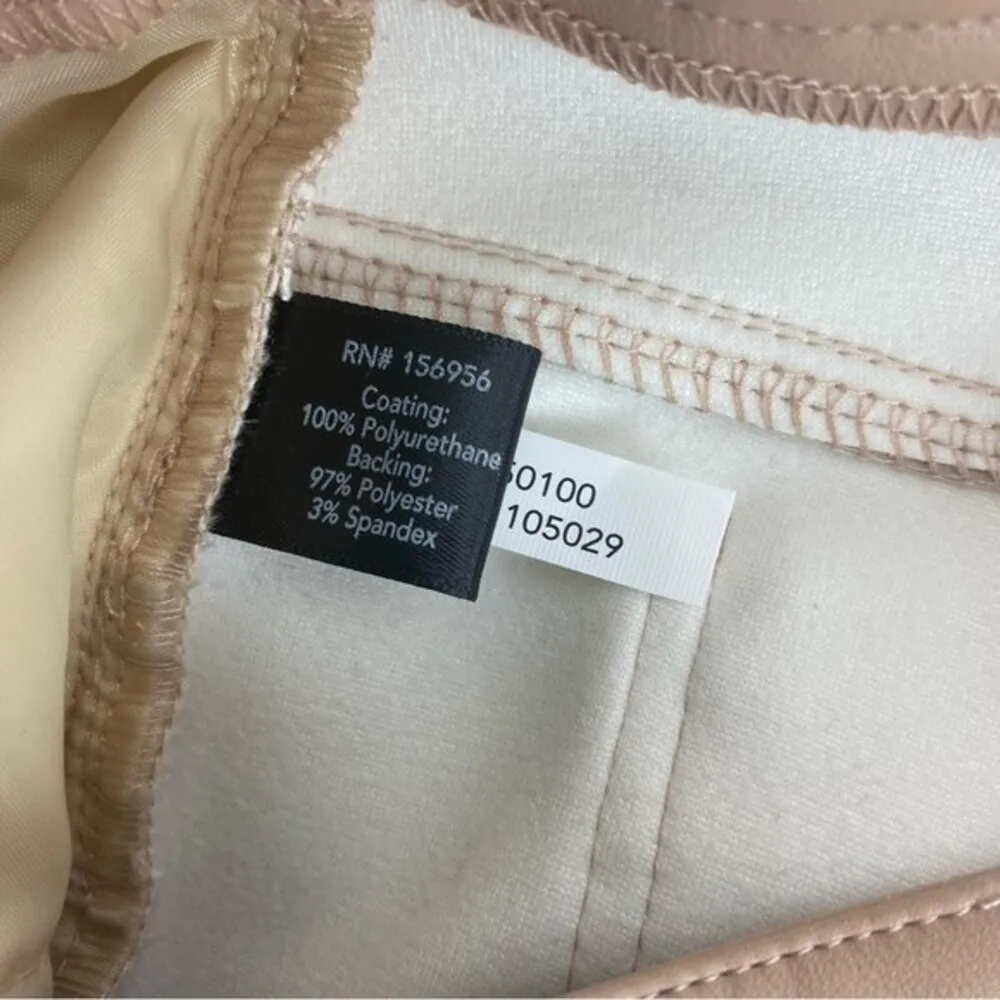 RN# 156956
Coating:
100% Polyurethane
Backing:
97% Polyester
3% Spandex
50100
105029